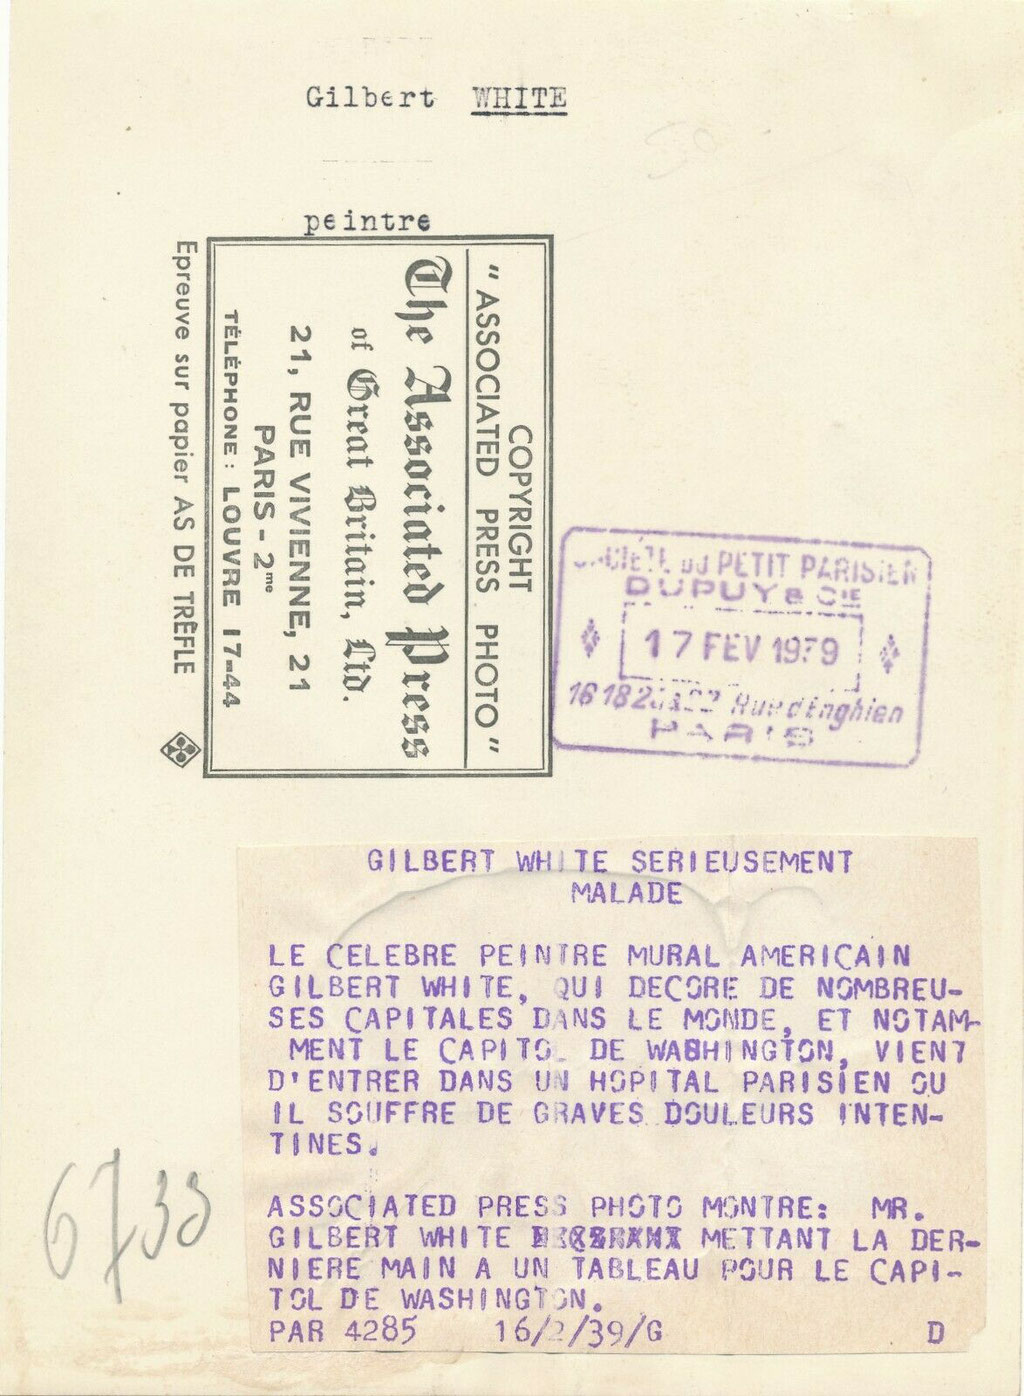 Gilbert WHITE
peintre
COPYRIGHT
" ASSOCIATED PRESS PHOTO "
The Associated Press
of Great Britain, Ltd.
21, RUE VIVIENNE, 21
PARIS - 2me
TÉLÉPHONE : LOUVRE 17-44
Epreuve sur papier AS DE TRÊFLE
SOCIÉTÉ DU PETIT PARISIEN
DUPUY & CIE
17 FEV 1939
Rue d'Enghien
PARIS
GILBERT WHITE SERIEUSEMENT
MALADE
LE CELEBRE PEINTRE MURAL AMERICAIN
GILBERT WHITE, QUI DECORE DE NOMBREU-
SES CAPITALES DANS LE MONDE, ET NOTAM-
MENT LE CAPITOL DE WASHINGTON, VIENT
D'ENTRER DANS UN HOPITAL PARISIEN OU
IL SOUFFRE DE GRAVES DOULEURS INTEN-
TINES.
ASSOCIATED PRESS PHOTO MONTRE: MR.
GILBERT WHITE METTANT LA DER-
NIERE MAIN A UN TABLEAU POUR LE CAPI-
TOL DE WASHINGTON.
PAR 4285 16/2/39/G D